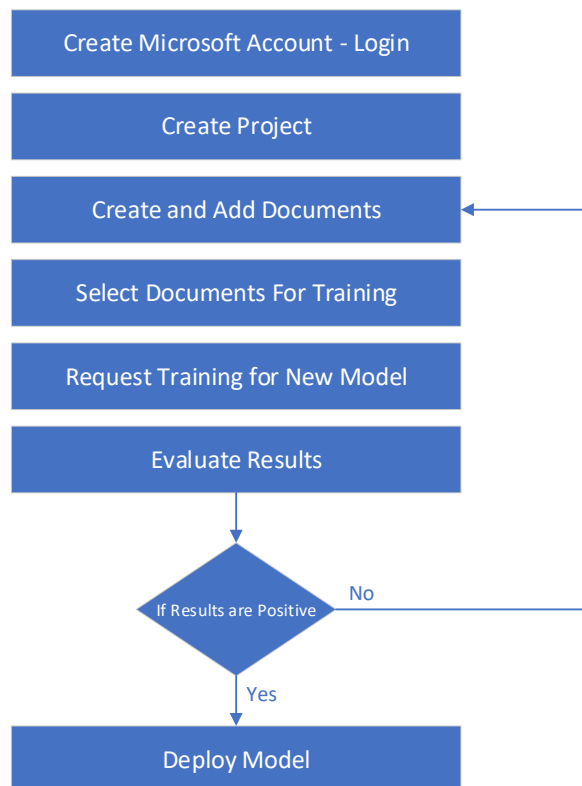 Create Microsoft Account - Login
Create Project
Create and Add Documents
Select Documents For Training
Request Training for New Model
Evaluate Results
If Results are Positive
No
Yes
Deploy Model